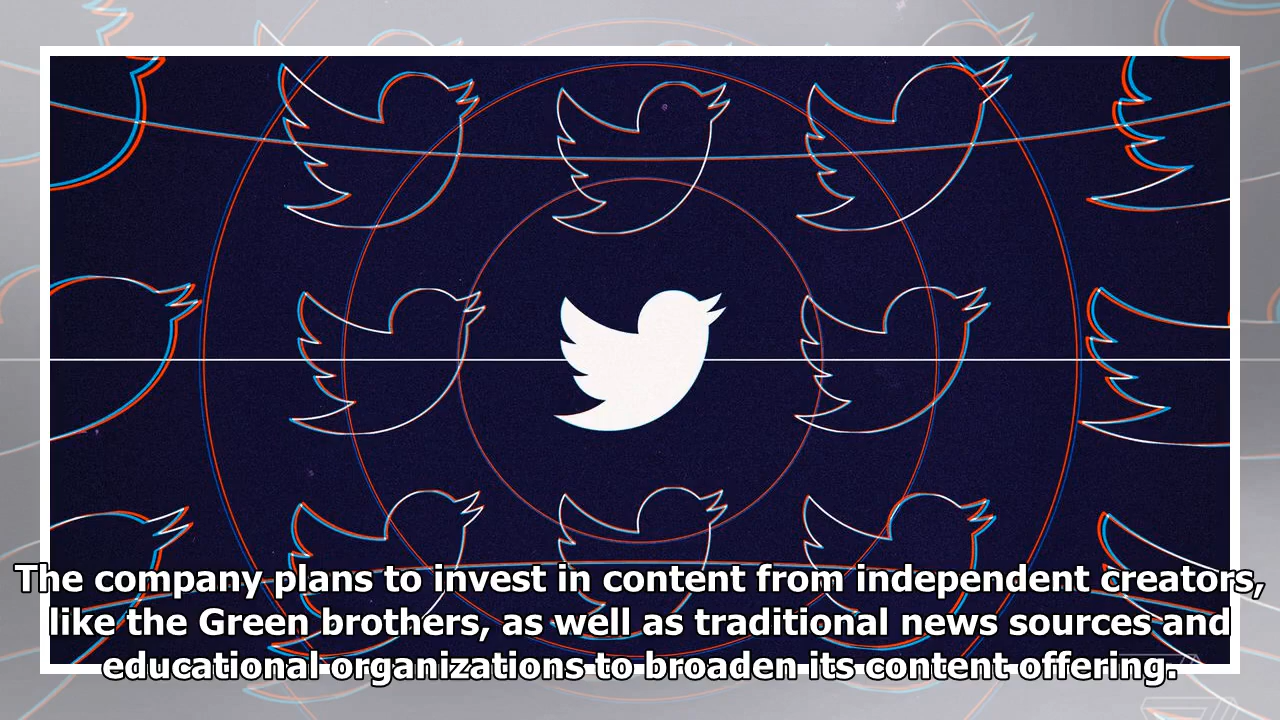 The company plans to invest in content from independent creators,
like the Green brothers, as well as traditional news sources and
educational organizations to broaden its content offering.